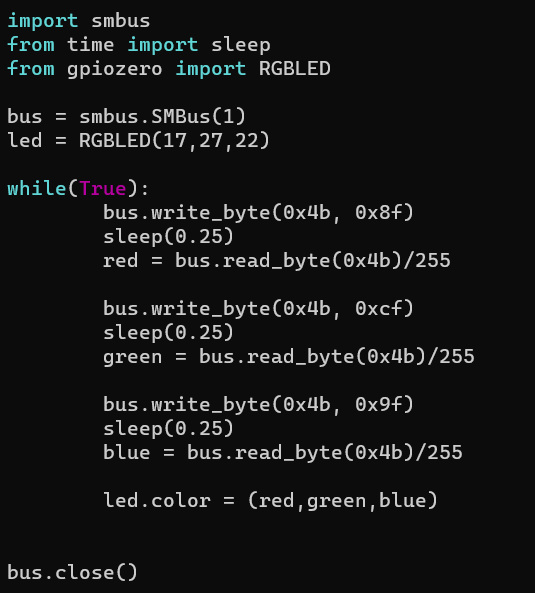 import smbus
from time import sleep
from gpiozero import RGBLED

bus = smbus.SMBus(1)
led = RGBLED(17,27,22)

while(True):
        bus.write_byte(0x4b, 0x8f)
        sleep(0.25)
        red = bus.read_byte(0x4b)/255

        bus.write_byte(0x4b, 0xcf)
        sleep(0.25)
        green = bus.read_byte(0x4b)/255

        bus.write_byte(0x4b, 0x9f)
        sleep(0.25)
        blue = bus.read_byte(0x4b)/255

        led.color = (red,green,blue)


bus.close()